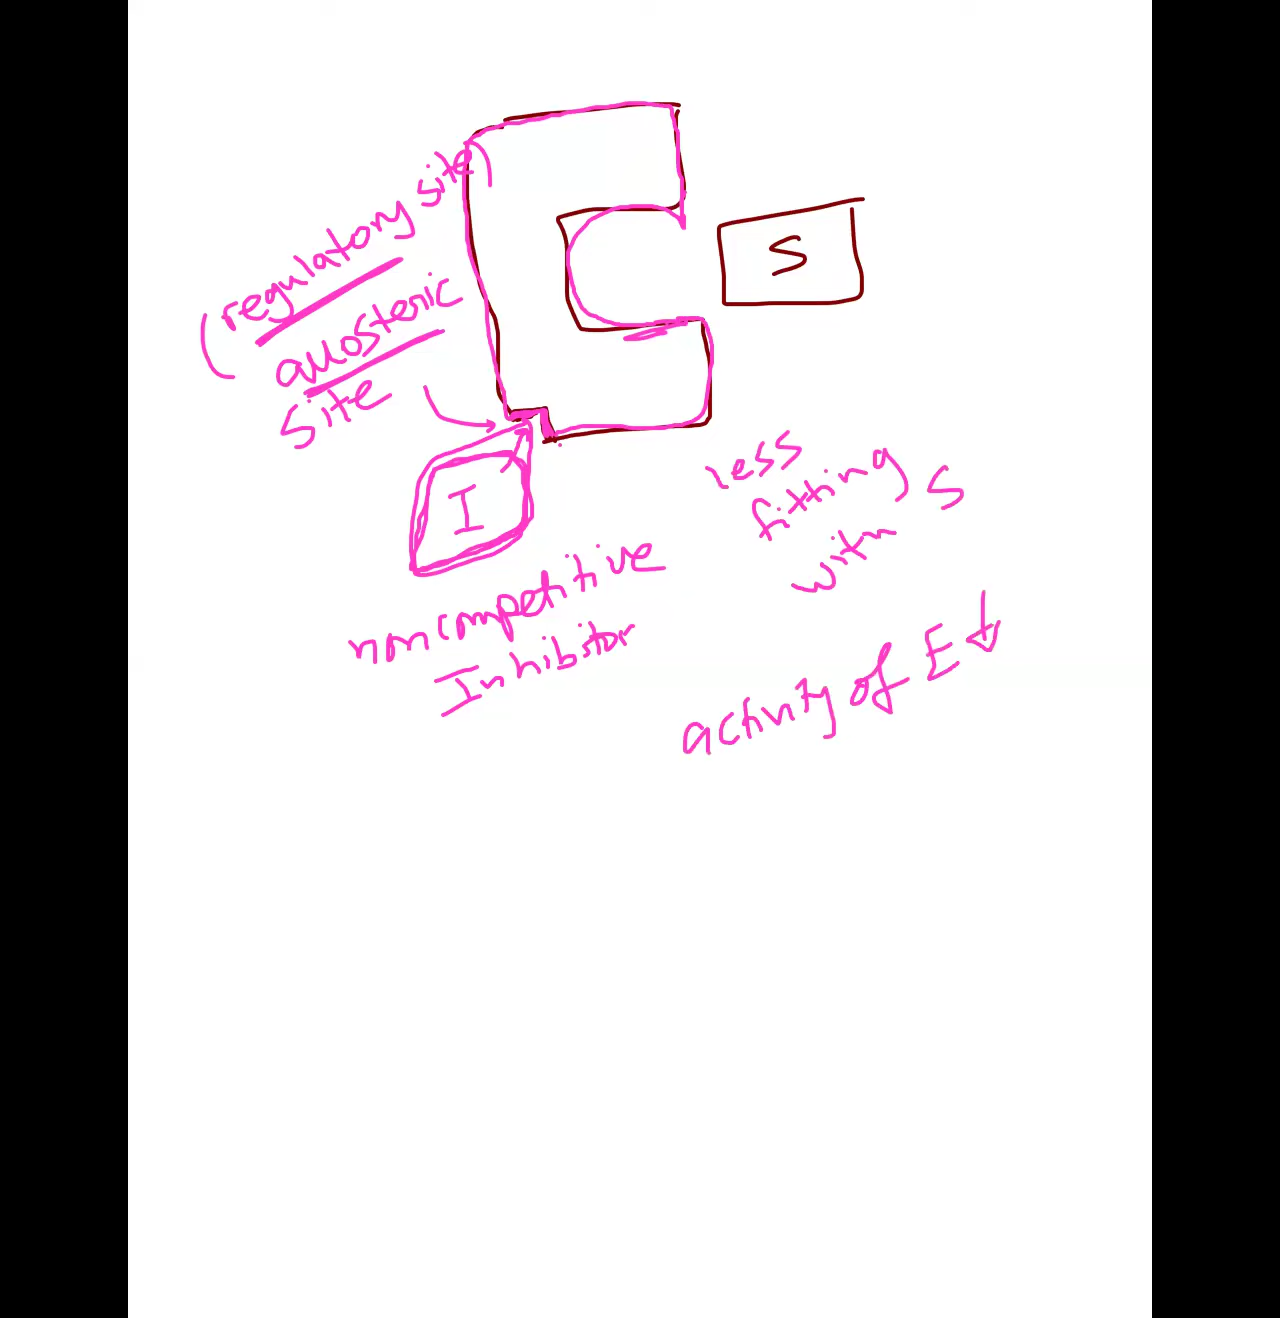 (regulatory site)
allosteric
site
S
I
noncompetitive
Inhibitor
less
fitting
with S
activity of E ↓